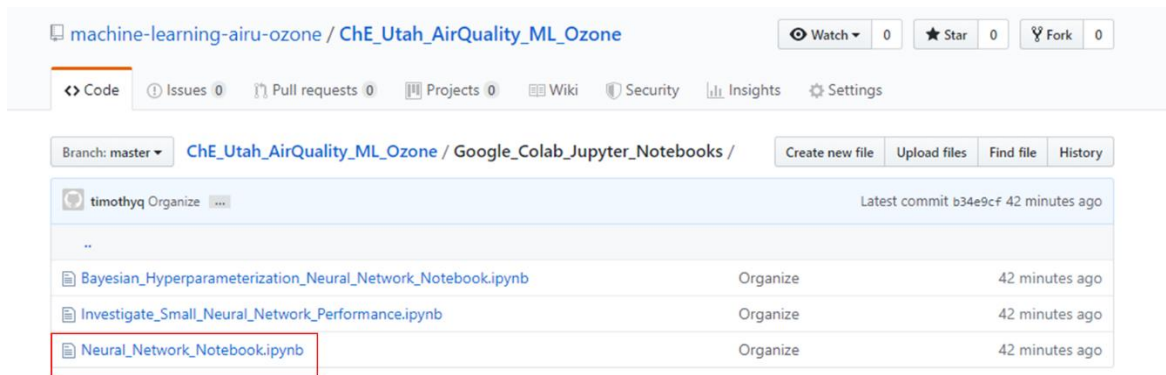 machine-learning-airu-ozone / ChE_Utah_AirQuality_ML_Ozone Watch 0 Star 0 Fork 0
Code Issues 0 Pull requests 0 Projects 0 Wiki Security Insights Settings
Branch: master ChE_Utah_AirQuality_ML_Ozone / Google_Colab_Jupyter_Notebooks / Create new file Upload files Find file History
timothyq Organize ... Latest commit b34e9cf 42 minutes ago
..
Bayesian_Hyperparameterization_Neural_Network_Notebook.ipynb Organize 42 minutes ago
Investigate_Small_Neural_Network_Performance.ipynb Organize 42 minutes ago
Neural_Network_Notebook.ipynb Organize 42 minutes ago